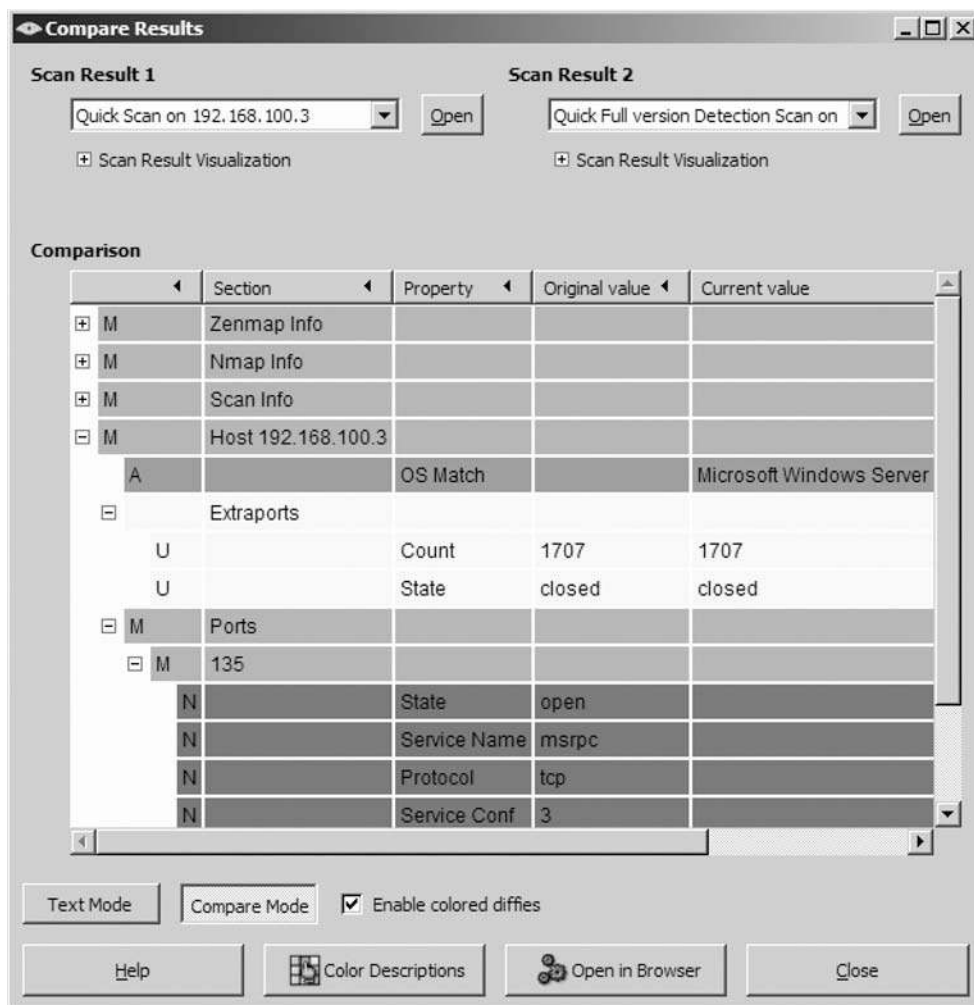 Compare Results
Scan Result 1 Scan Result 2
Quick Scan on 192.168.100.3 Open Quick Full version Detection Scan on Open
Scan Result Visualization Scan Result Visualization
Comparison
Section Property Original value Current value
M Zenmap Info
M Nmap Info
M Scan Info
M Host 192.168.100.3
A OS Match Microsoft Windows Server
Extraports
U Count 1707 1707
U State closed closed
M Ports
M 135
N State open
N Service Name msrpc
N Protocol tcp
N Service Conf 3
Text Mode Compare Mode Enable colored diffies
Help Color Descriptions Open in Browser Close